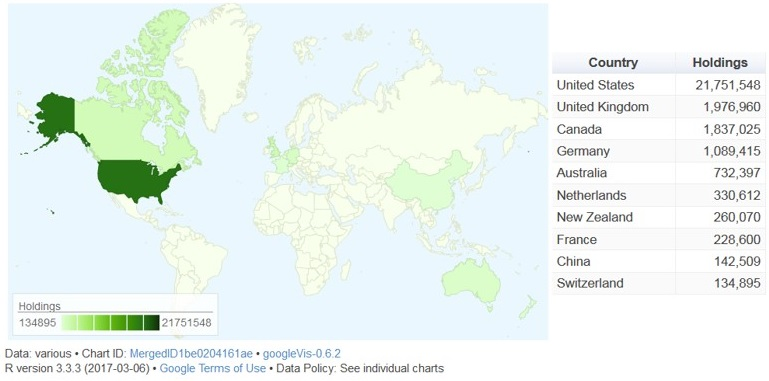 Country Holdings
United States 21,751,548
United Kingdom 1,976,960
Canada 1,837,025
Germany 1,089,415
Australia 732,397
Netherlands 330,612
New Zealand 260,070
France 228,600
China 142,509
Switzerland 134,895
Holdings
134895 21751548
Data: various • Chart ID: MergedID1be0204161ae • googleVis-0.6.2
R version 3.3.3 (2017-03-06) • Google Terms of Use • Data Policy: See individual charts